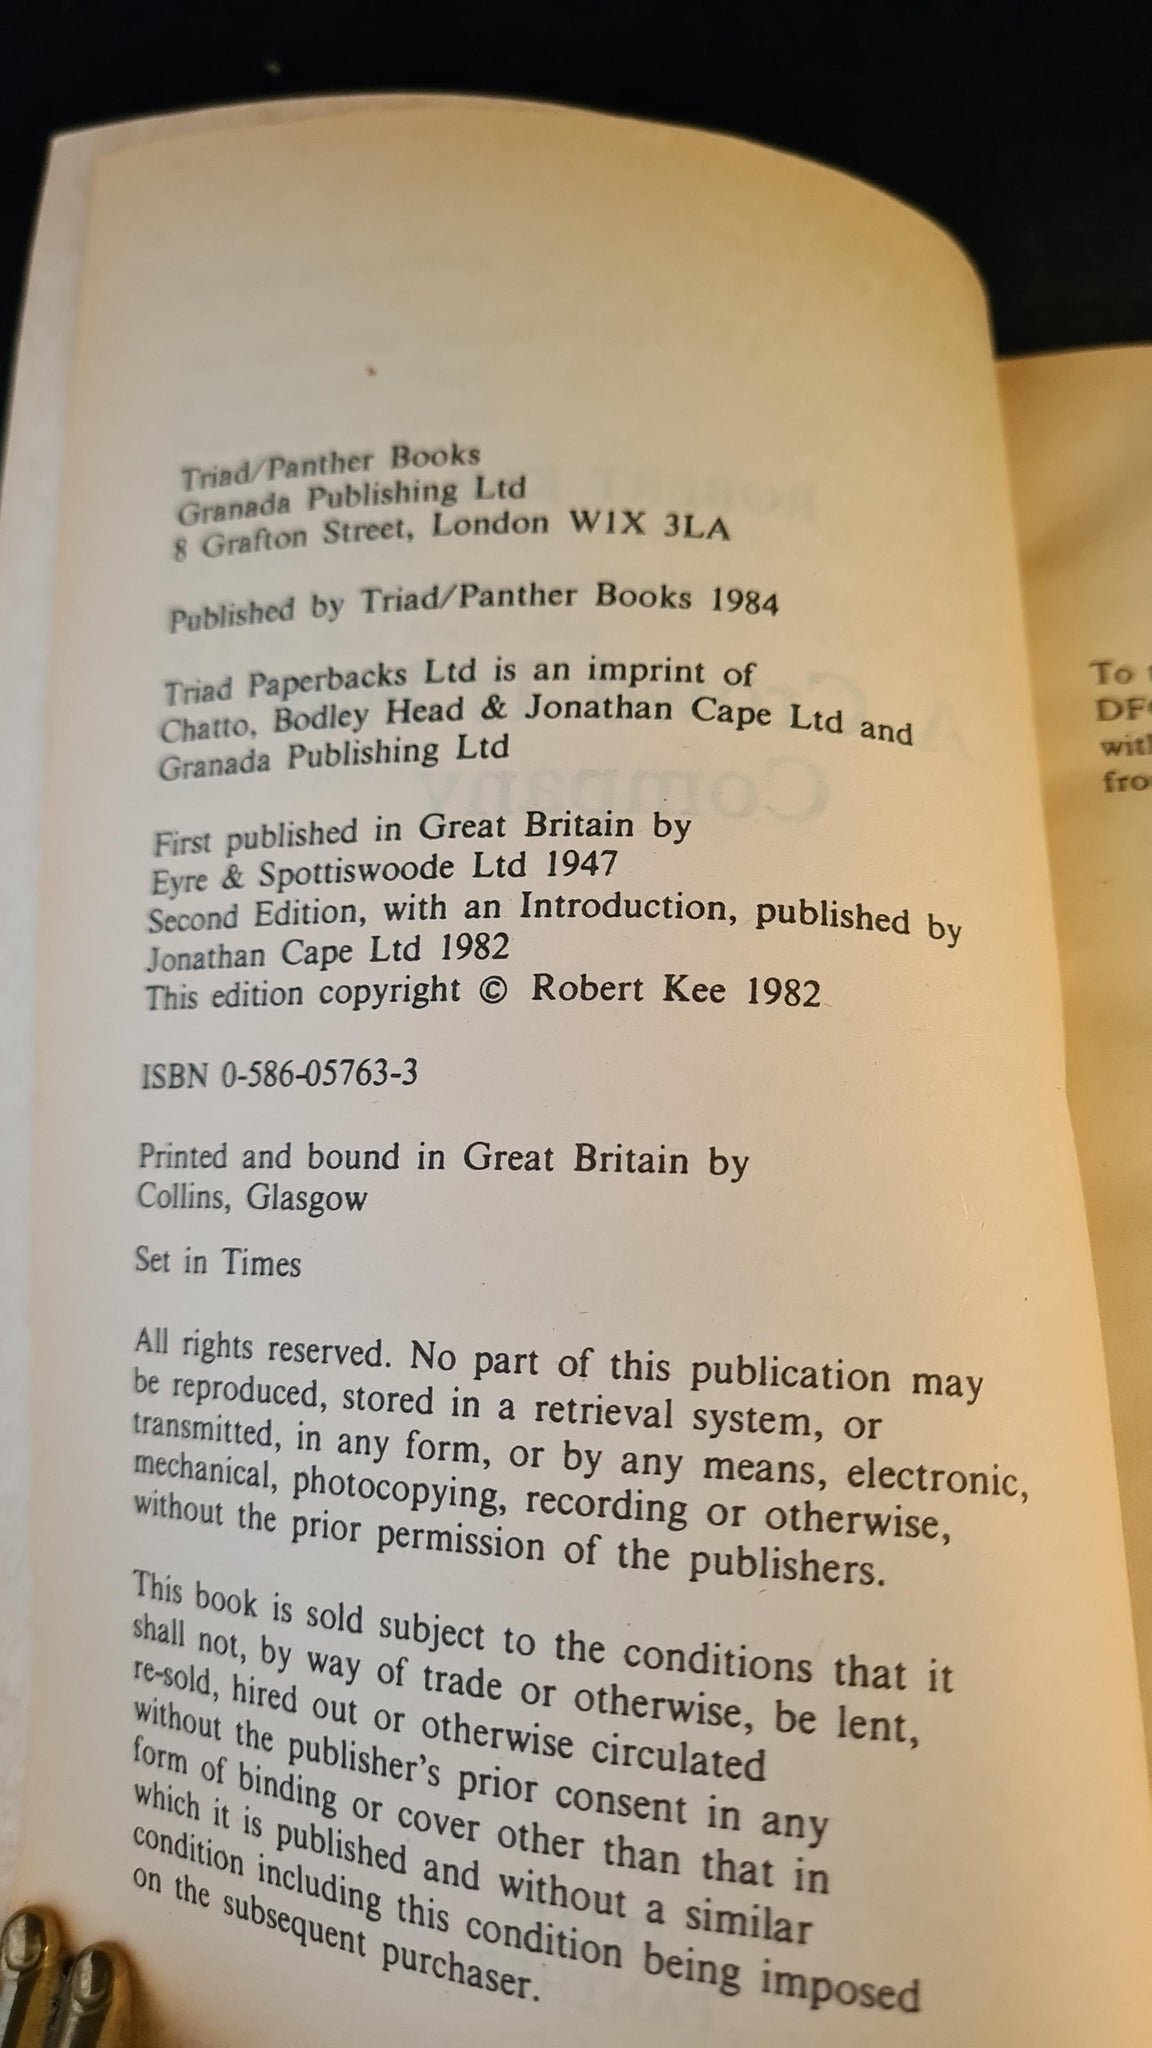 Triad/Panther Books
Granada Publishing Ltd
8 Grafton Street, London W1X 3LA
Published by Triad/Panther Books 1984
Triad Paperbacks Ltd is an imprint of
Chatto, Bodley Head & Jonathan Cape Ltd and
Granada Publishing Ltd
First published in Great Britain by
Eyre & Spottiswoode Ltd 1947
Second Edition, with an Introduction, published by
Jonathan Cape Ltd 1982
This edition copyright © Robert Kee 1982
ISBN 0-586-05763-3
Printed and bound in Great Britain by
Collins, Glasgow
Set in Times
All rights reserved. No part of this publication may
be reproduced, stored in a retrieval system, or
transmitted, in any form, or by any means, electronic,
mechanical, photocopying, recording or otherwise,
without the prior permission of the publishers.
This book is sold subject to the conditions that it
shall not, by way of trade or otherwise, be lent,
re-sold, hired out or otherwise circulated
without the publisher's prior consent in any
form of binding or cover other than that in
which it is published and without a similar
condition including this condition being imposed
on the subsequent purchaser.
To